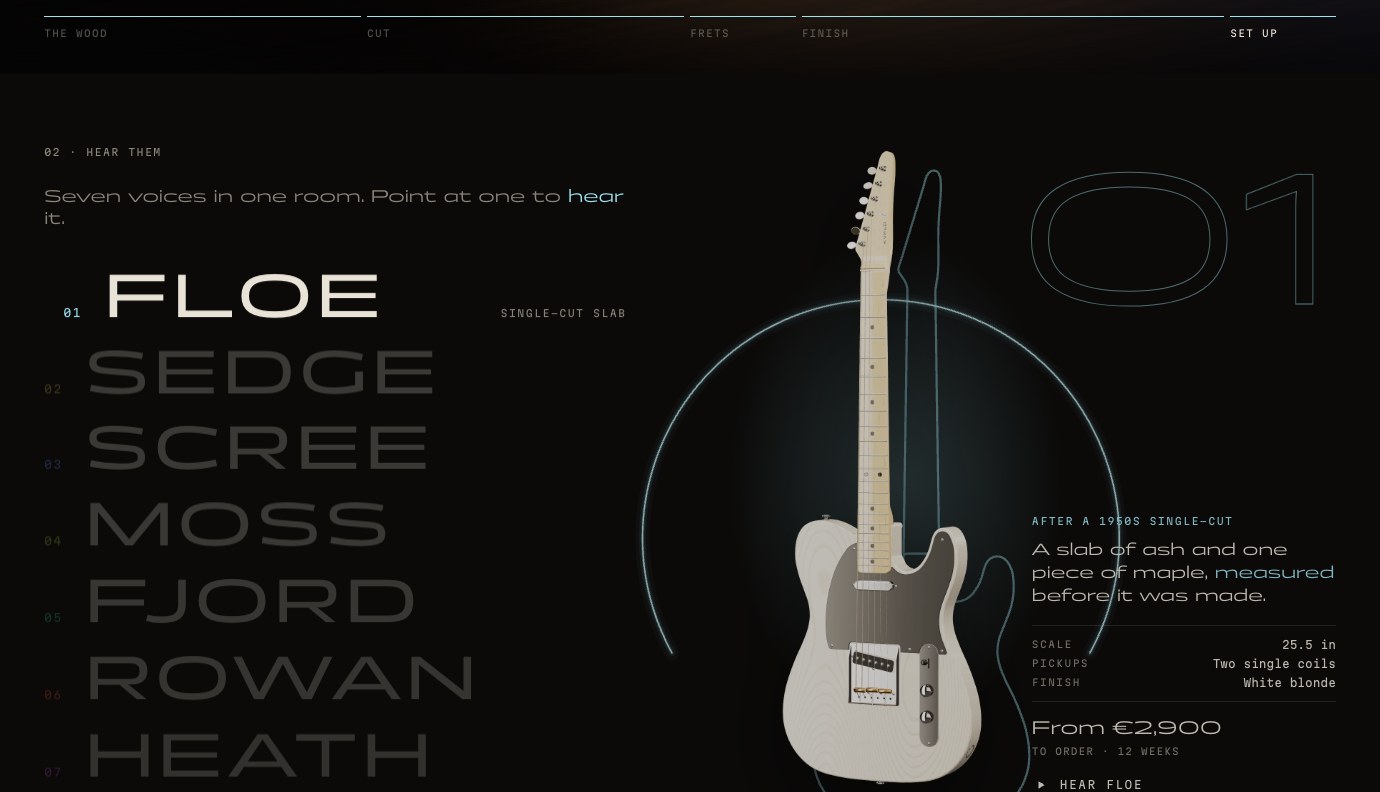 THE WOOD
CUT
FRETS
FINISH
SET UP
02 · HEAR THEM
Seven voices in one room. Point at one to hear
it.
01 FLOE SINGLE-CUT SLAB
02 SEDGE
03 SCREE
04 MOSS
05 FJORD
06 ROWAN
07 HEATH
01
AFTER A 1950S SINGLE-CUT
A slab of ash and one
piece of maple, measured
before it was made.
SCALE 25.5 in
PICKUPS Two single coils
FINISH White blonde
From €2,900
TO ORDER · 12 WEEKS
HEAR FLOE